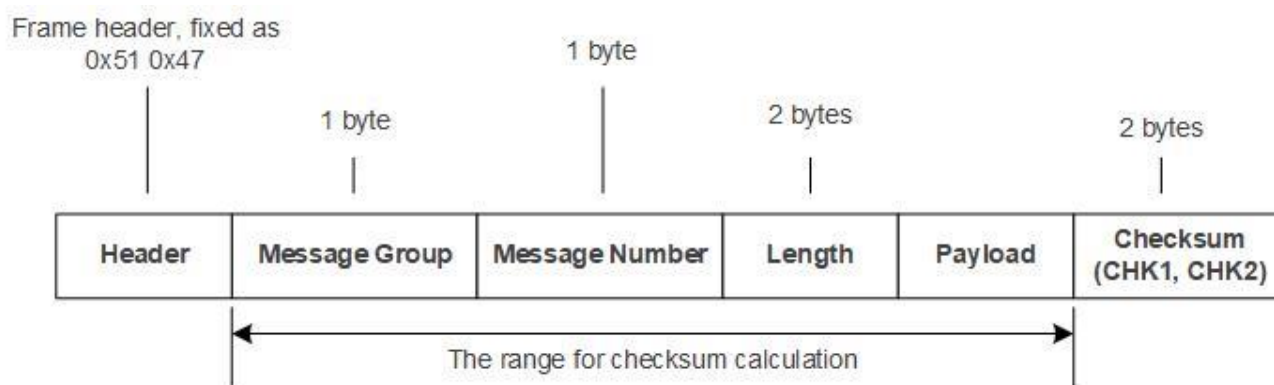 Frame header, fixed as
0x51 0x47
1 byte
1 byte
2 bytes
2 bytes
Header
Message Group
Message Number
Length
Payload
Checksum
(CHK1, CHK2)
The range for checksum calculation